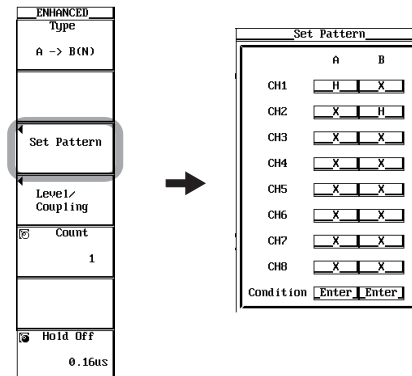 ENHANCED
Type
A -> B(N)
Set Pattern
Level/
Coupling
Count
1
Hold Off
0.16us
Set Pattern
A B
CH1 H X
CH2 X H
CH3 X X
CH4 X X
CH5 X X
CH6 X X
CH7 X X
CH8 X X
Condition Enter Enter